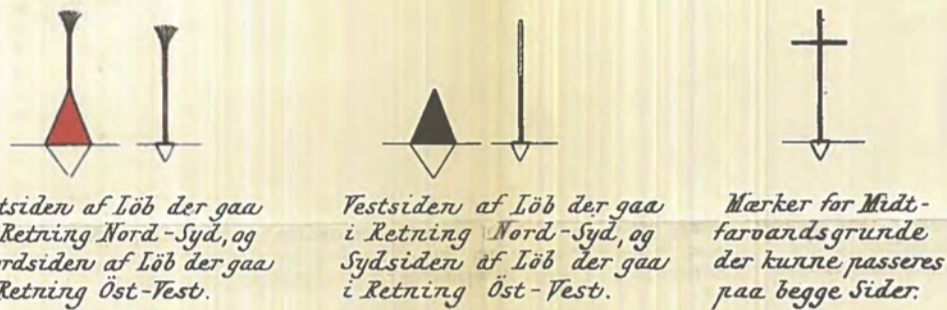 tsiden af Löb der gaa
Retning Nord-Syd, og
rdsiden af Löb der gaa
Retning Öst-Vest.
Vestsiden af Löb der gaa
i Retning Nord-Syd, og
Sydsiden af Löb der gaa
i Retning Öst-Vest.
Mærker for Midt-
farvandsgrunde
der kunne passeres
paa begge Sider.